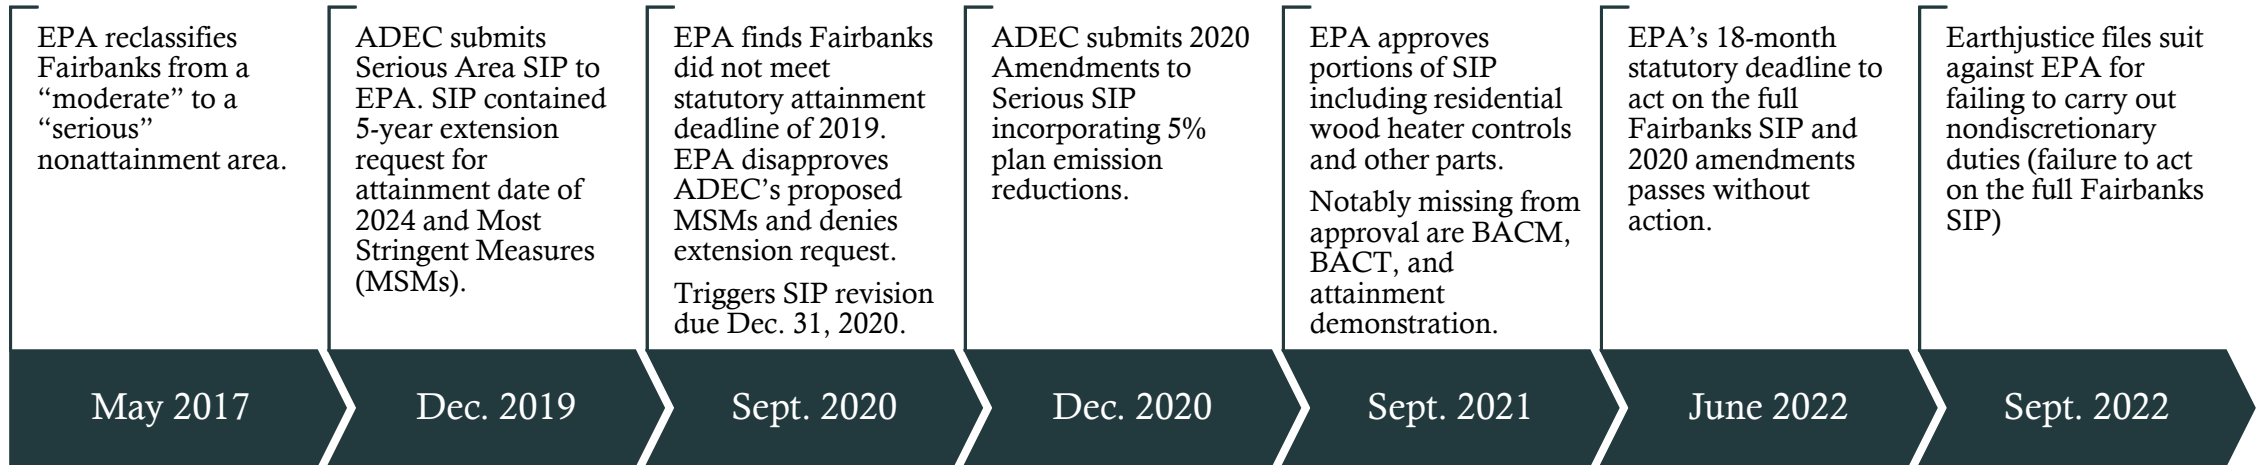 EPA reclassifies
Fairbanks from a
“moderate” to a
“serious”
nonattainment area.
May 2017
ADEC submits
Serious Area SIP to
EPA. SIP contained
5-year extension
request for
attainment date of
2024 and Most
Stringent Measures
(MSMs).
Dec. 2019
EPA finds Fairbanks
did not meet
statutory attainment
deadline of 2019.
EPA disapproves
ADEC’s proposed
MSMs and denies
extension request.
Triggers SIP revision
due Dec. 31, 2020.
Sept. 2020
ADEC submits 2020
Amendments to
Serious SIP
incorporating 5%
plan emission
reductions.
Dec. 2020
EPA approves
portions of SIP
including residential
wood heater controls
and other parts.
Notably missing from
approval are BACM,
BACT, and
attainment
demonstration.
Sept. 2021
EPA’s 18-month
statutory deadline to
act on the full
Fairbanks SIP and
2020 amendments
passes without
action.
June 2022
Earthjustice files suit
against EPA for
failing to carry out
nondiscretionary
duties (failure to act
on the full Fairbanks
SIP)
Sept. 2022